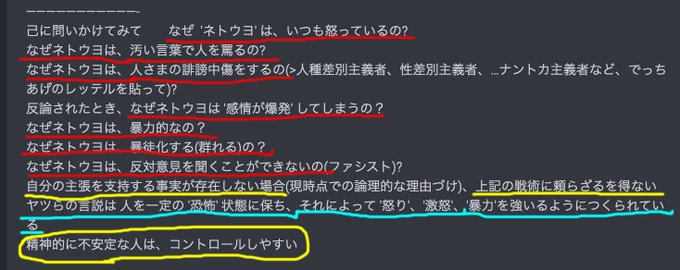 ———————————————-
己に問いかけてみて　　なぜ 'ネトウヨ' は、いつも怒っているの?
なぜネトウヨは、汚い言葉で人を罵るの?
なぜネトウヨは、人さまの誹謗中傷をするの(>人種差別主義者、性差別主義者、...ナントカ主義者など、でっち
あげのレッテルを貼って)?
反論されたとき、なぜネトウヨは '感情が爆発' してしまうの？
なぜネトウヨは、暴力的なの？
なぜネトウヨは、暴徒化する(群れる)の？
なぜネトウヨは、反対意見を聞くことができないの(ファシスト)?
自分の主張を支持する事実が存在しない場合(現時点での論理的な理由づけ)、上記の戦術に頼らざるを得ない
ヤツらの言説は 人を一定の '恐怖' 状態に保ち、それによって '怒り'、'激怒'、,'暴力'を強いるようにつくられてい
る
精神的に不安定な人は、コントロールしやすい